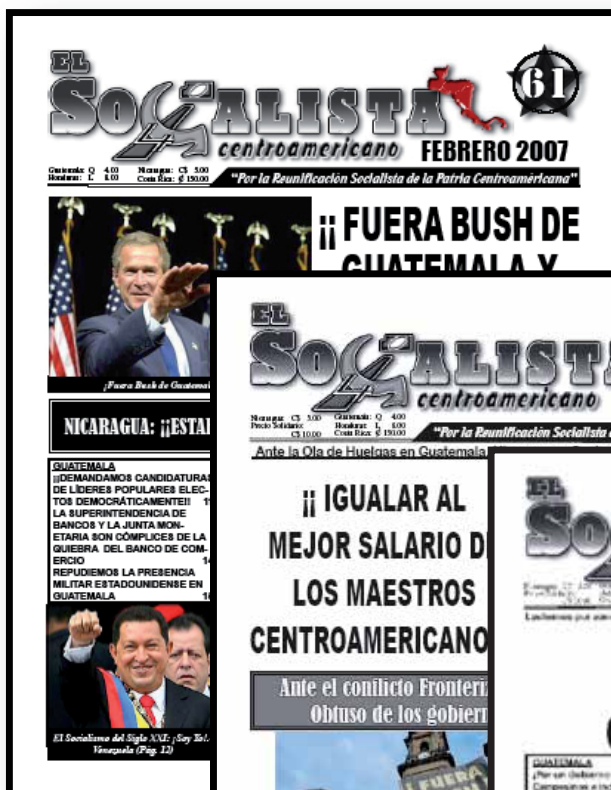 EL
SOCIALISTA
centroamericano
61
FEBRERO 2007
Guatemala: Q 4.00 Nicaragua: C$ 5.00
Honduras: L 8.00 Costa Rica: ₡ 150.00
"Por la Reunificación Socialista de la Patria Centroaméricana"
¡¡ FUERA BUSH DE
GUATEMALA Y
¡Fuera Bush de Guatemal
NICARAGUA: ¡¡ESTA
GUATEMALA
¡¡DEMANDAMOS CANDIDATURAS
DE LÍDERES POPULARES ELEC-
TOS DEMOCRÁTICAMENTE!!
LA SUPERINTENDENCIA DE
BANCOS Y LA JUNTA MON-
ETARIA SON CÓMPLICES DE LA
QUIEBRA DEL BANCO DE COM-
ERCIO
REPUDIEMOS LA PRESENCIA
MILITAR ESTADOUNIDENSE EN
GUATEMALA
El Socialismo del Siglo XXI: ¡Soy Yo!.
Venezuela (Pág. 12)
EL
SOCIALISTA
centroamericano
Nicaragua: C$ 5.00 Guatemala: Q 4.00
Precio Solidario: Honduras: L 8.00
C$ 10.00 Costa Rica: ₡ 150.00
"Por la Reunificación Socialista d
Ante la Ola de Huelgas en Guatemala
¡¡ IGUALAR AL
MEJOR SALARIO D
LOS MAESTROS
CENTROAMERICANO
Ante el conilicto Fronteri
Obtuso de los gobiern
FUERA
EL
SO
GUATEMALA